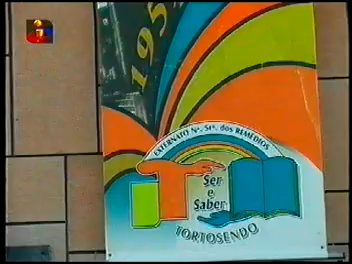 195
EXTERNATO Nª. Srª. dos REMÉDIOS
Ser
e
Saber
TORTOSENDO